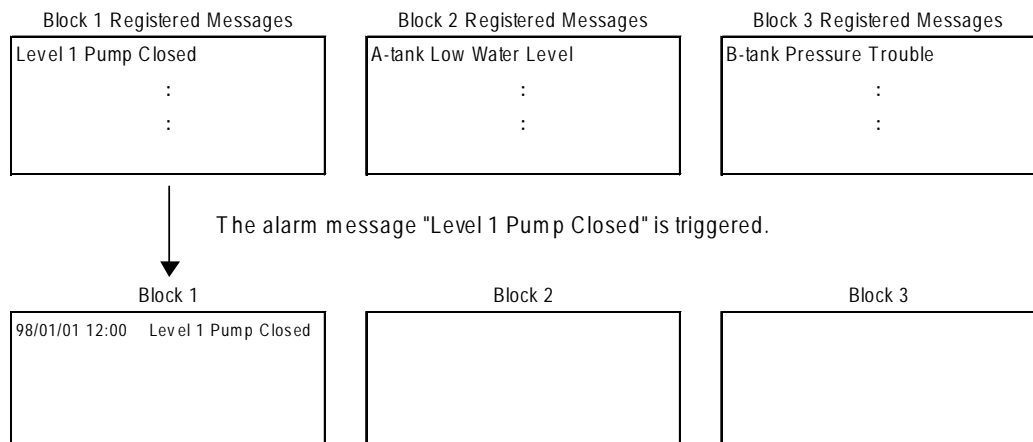 Block 1 Registered Messages Block 2 Registered Messages Block 3 Registered Messages
Level 1 Pump Closed A-tank Low Water Level B-tank Pressure Trouble
: : :
: : :
The alarm message "Level 1 Pump Closed" is triggered.
Block 1 Block 2 Block 3
98/01/01 12:00 Level 1 Pump Closed